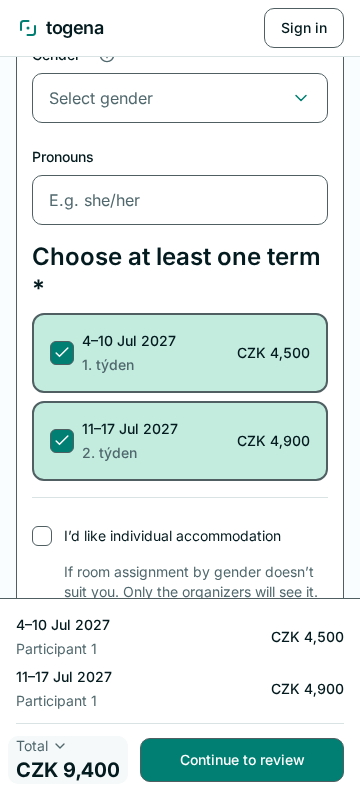 togena
Sign in
Gender
Select gender
Pronouns
E.g. she/her
Choose at least one term
*
4–10 Jul 2027
1. týden
CZK 4,500
11–17 Jul 2027
2. týden
CZK 4,900
I’d like individual accommodation
If room assignment by gender doesn’t
suit you. Only the organizers will see it.
4–10 Jul 2027
Participant 1
CZK 4,500
11–17 Jul 2027
Participant 1
CZK 4,900
Total
CZK 9,400
Continue to review